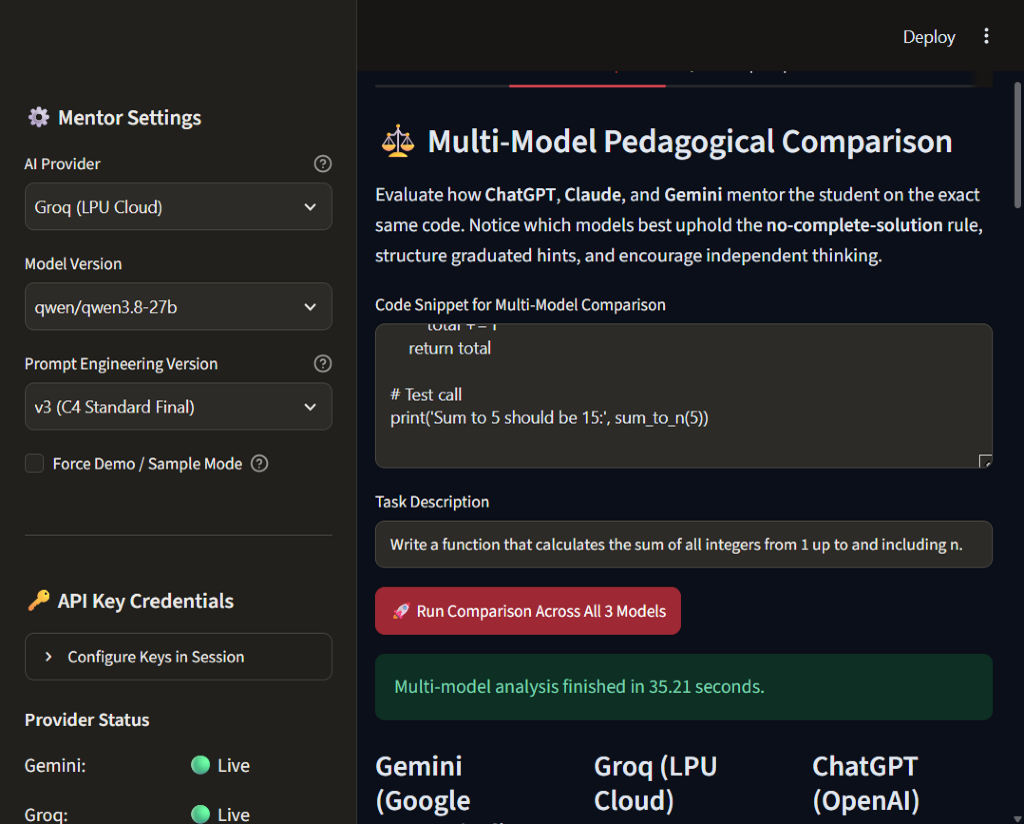 Deploy
Mentor Settings
AI Provider
Groq (LPU Cloud)
Model Version
qwen/qwen3.8-27b
Prompt Engineering Version
v3 (C4 Standard Final)
Force Demo / Sample Mode
API Key Credentials
Configure Keys in Session
Provider Status
Gemini: Live
Groq: Live
Multi-Model Pedagogical Comparison
Evaluate how ChatGPT, Claude, and Gemini mentor the student on the exact
same code. Notice which models best uphold the no-complete-solution rule,
structure graduated hints, and encourage independent thinking.
Code Snippet for Multi-Model Comparison
return total
# Test call
print('Sum to 5 should be 15:', sum_to_n(5))
Task Description
Write a function that calculates the sum of all integers from 1 up to and including n.
Run Comparison Across All 3 Models
Multi-model analysis finished in 35.21 seconds.
Gemini
(Google
Groq (LPU
Cloud)
ChatGPT
(OpenAI)